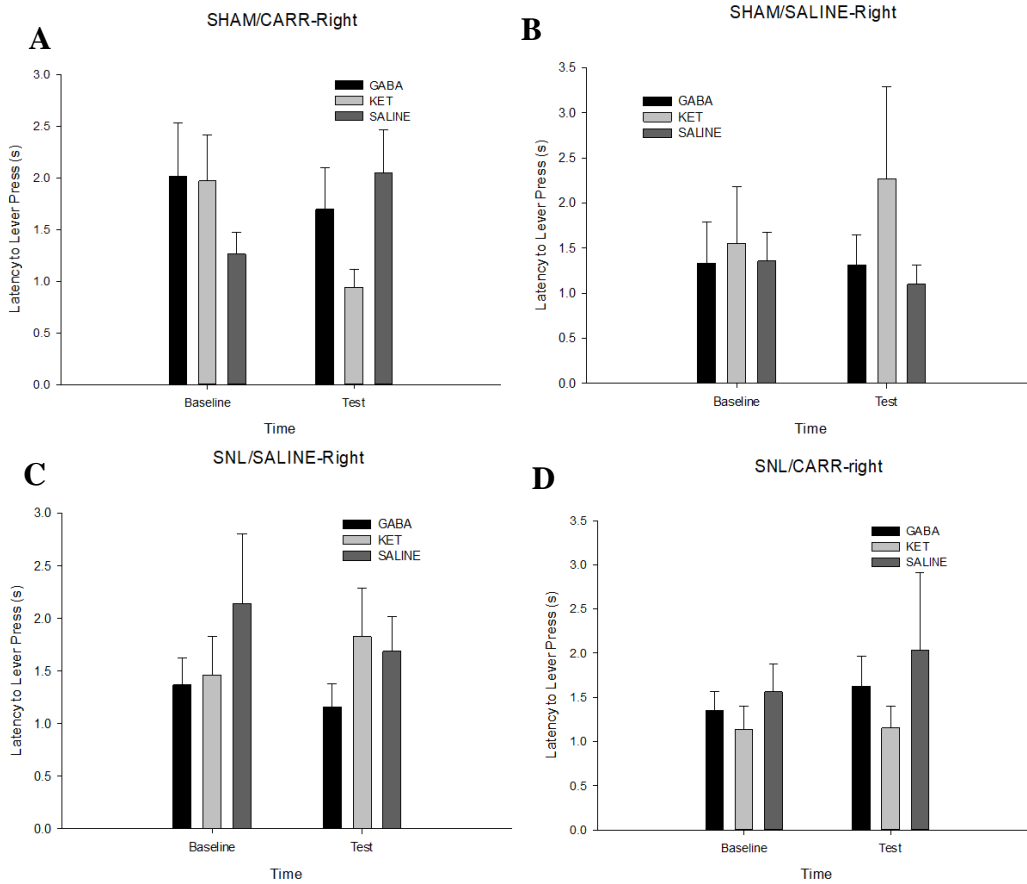 A
SHAM/CARR-Right
Latency to Lever Press (s)
3.0
2.5
2.0
1.5
1.0
0.5
0.0
GABA
KET
SALINE
Baseline
Test
Time
B
SHAM/SALINE-Right
Latency to Lever Press (s)
3.5
3.0
2.5
2.0
1.5
1.0
0.5
0.0
GABA
KET
SALINE
Baseline
Test
Time
C
SNL/SALINE-Right
Latency to Lever Press (s)
3.0
2.5
2.0
1.5
1.0
0.5
0.0
GABA
KET
SALINE
Baseline
Test
Time
D
SNL/CARR-right
Latency to Lever Press (s)
3.5
3.0
2.5
2.0
1.5
1.0
0.5
0.0
GABA
KET
SALINE
Baseline
Test
Time